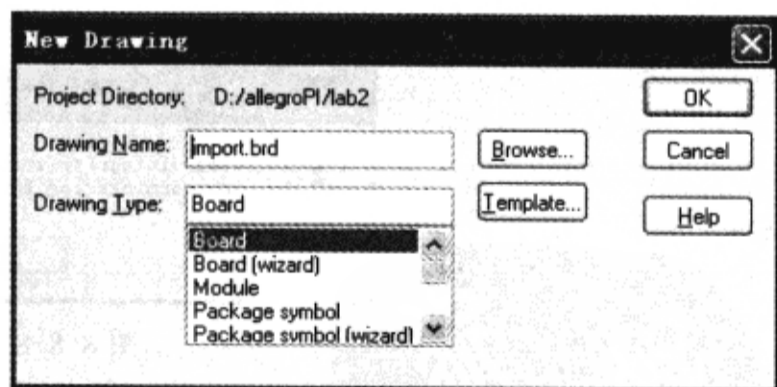 New Drawing
Project Directory: D:/allegroPI/lab2
OK
Drawing Name: import.brd
Browse...
Cancel
Drawing Type: Board
Template...
Help
Board
Board (wizard)
Module
Package symbol
Package symbol (wizard)